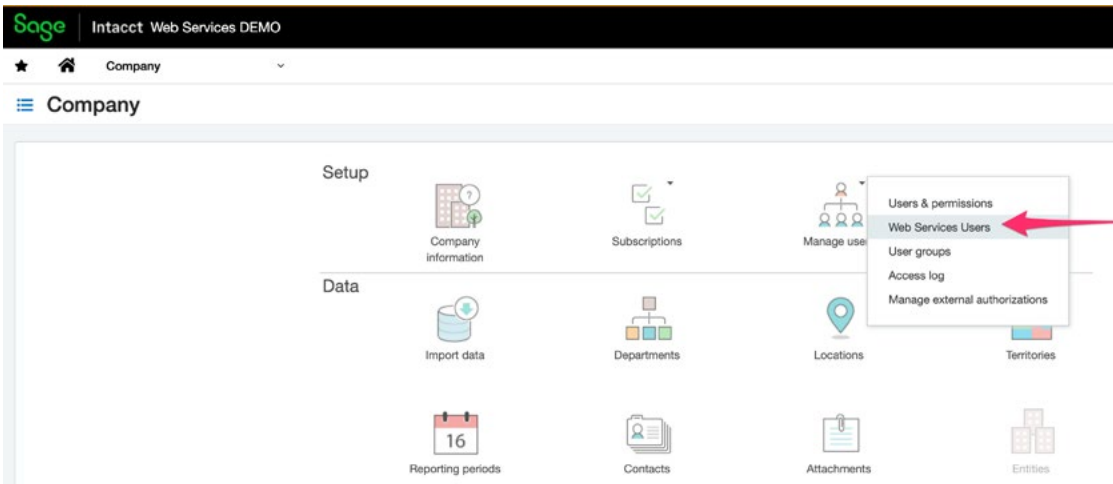 Sage Intacct Web Services DEMO
Company
Company
Setup
Company
information
Subscriptions
Manage use
Users & permissions
Web Services Users
User groups
Access log
Manage external authorizations
Data
Import data
Departments
Locations
Territories
16
Reporting periods
Contacts
Attachments
Entities